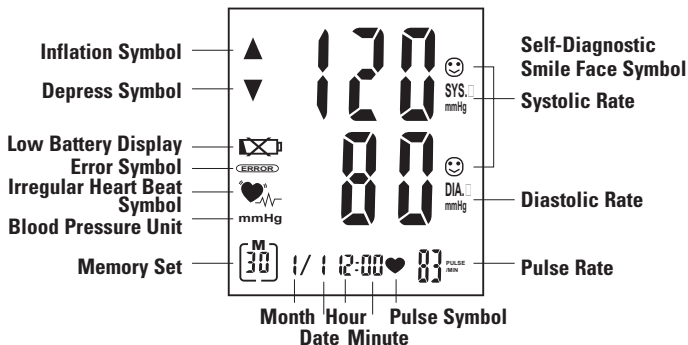 Inflation Symbol
Depress Symbol
Low Battery Display
Error Symbol
Irregular Heart Beat
Symbol
Blood Pressure Unit
Memory Set
120
SYS.
mmHg
ERROR
80
DIA.
mmHg
mmHg
M
30
1/ 1 12:00
83
PULSE
/MIN
Self-Diagnostic
Smile Face Symbol
Systolic Rate
Diastolic Rate
Pulse Rate
Month Hour Pulse Symbol
Date Minute